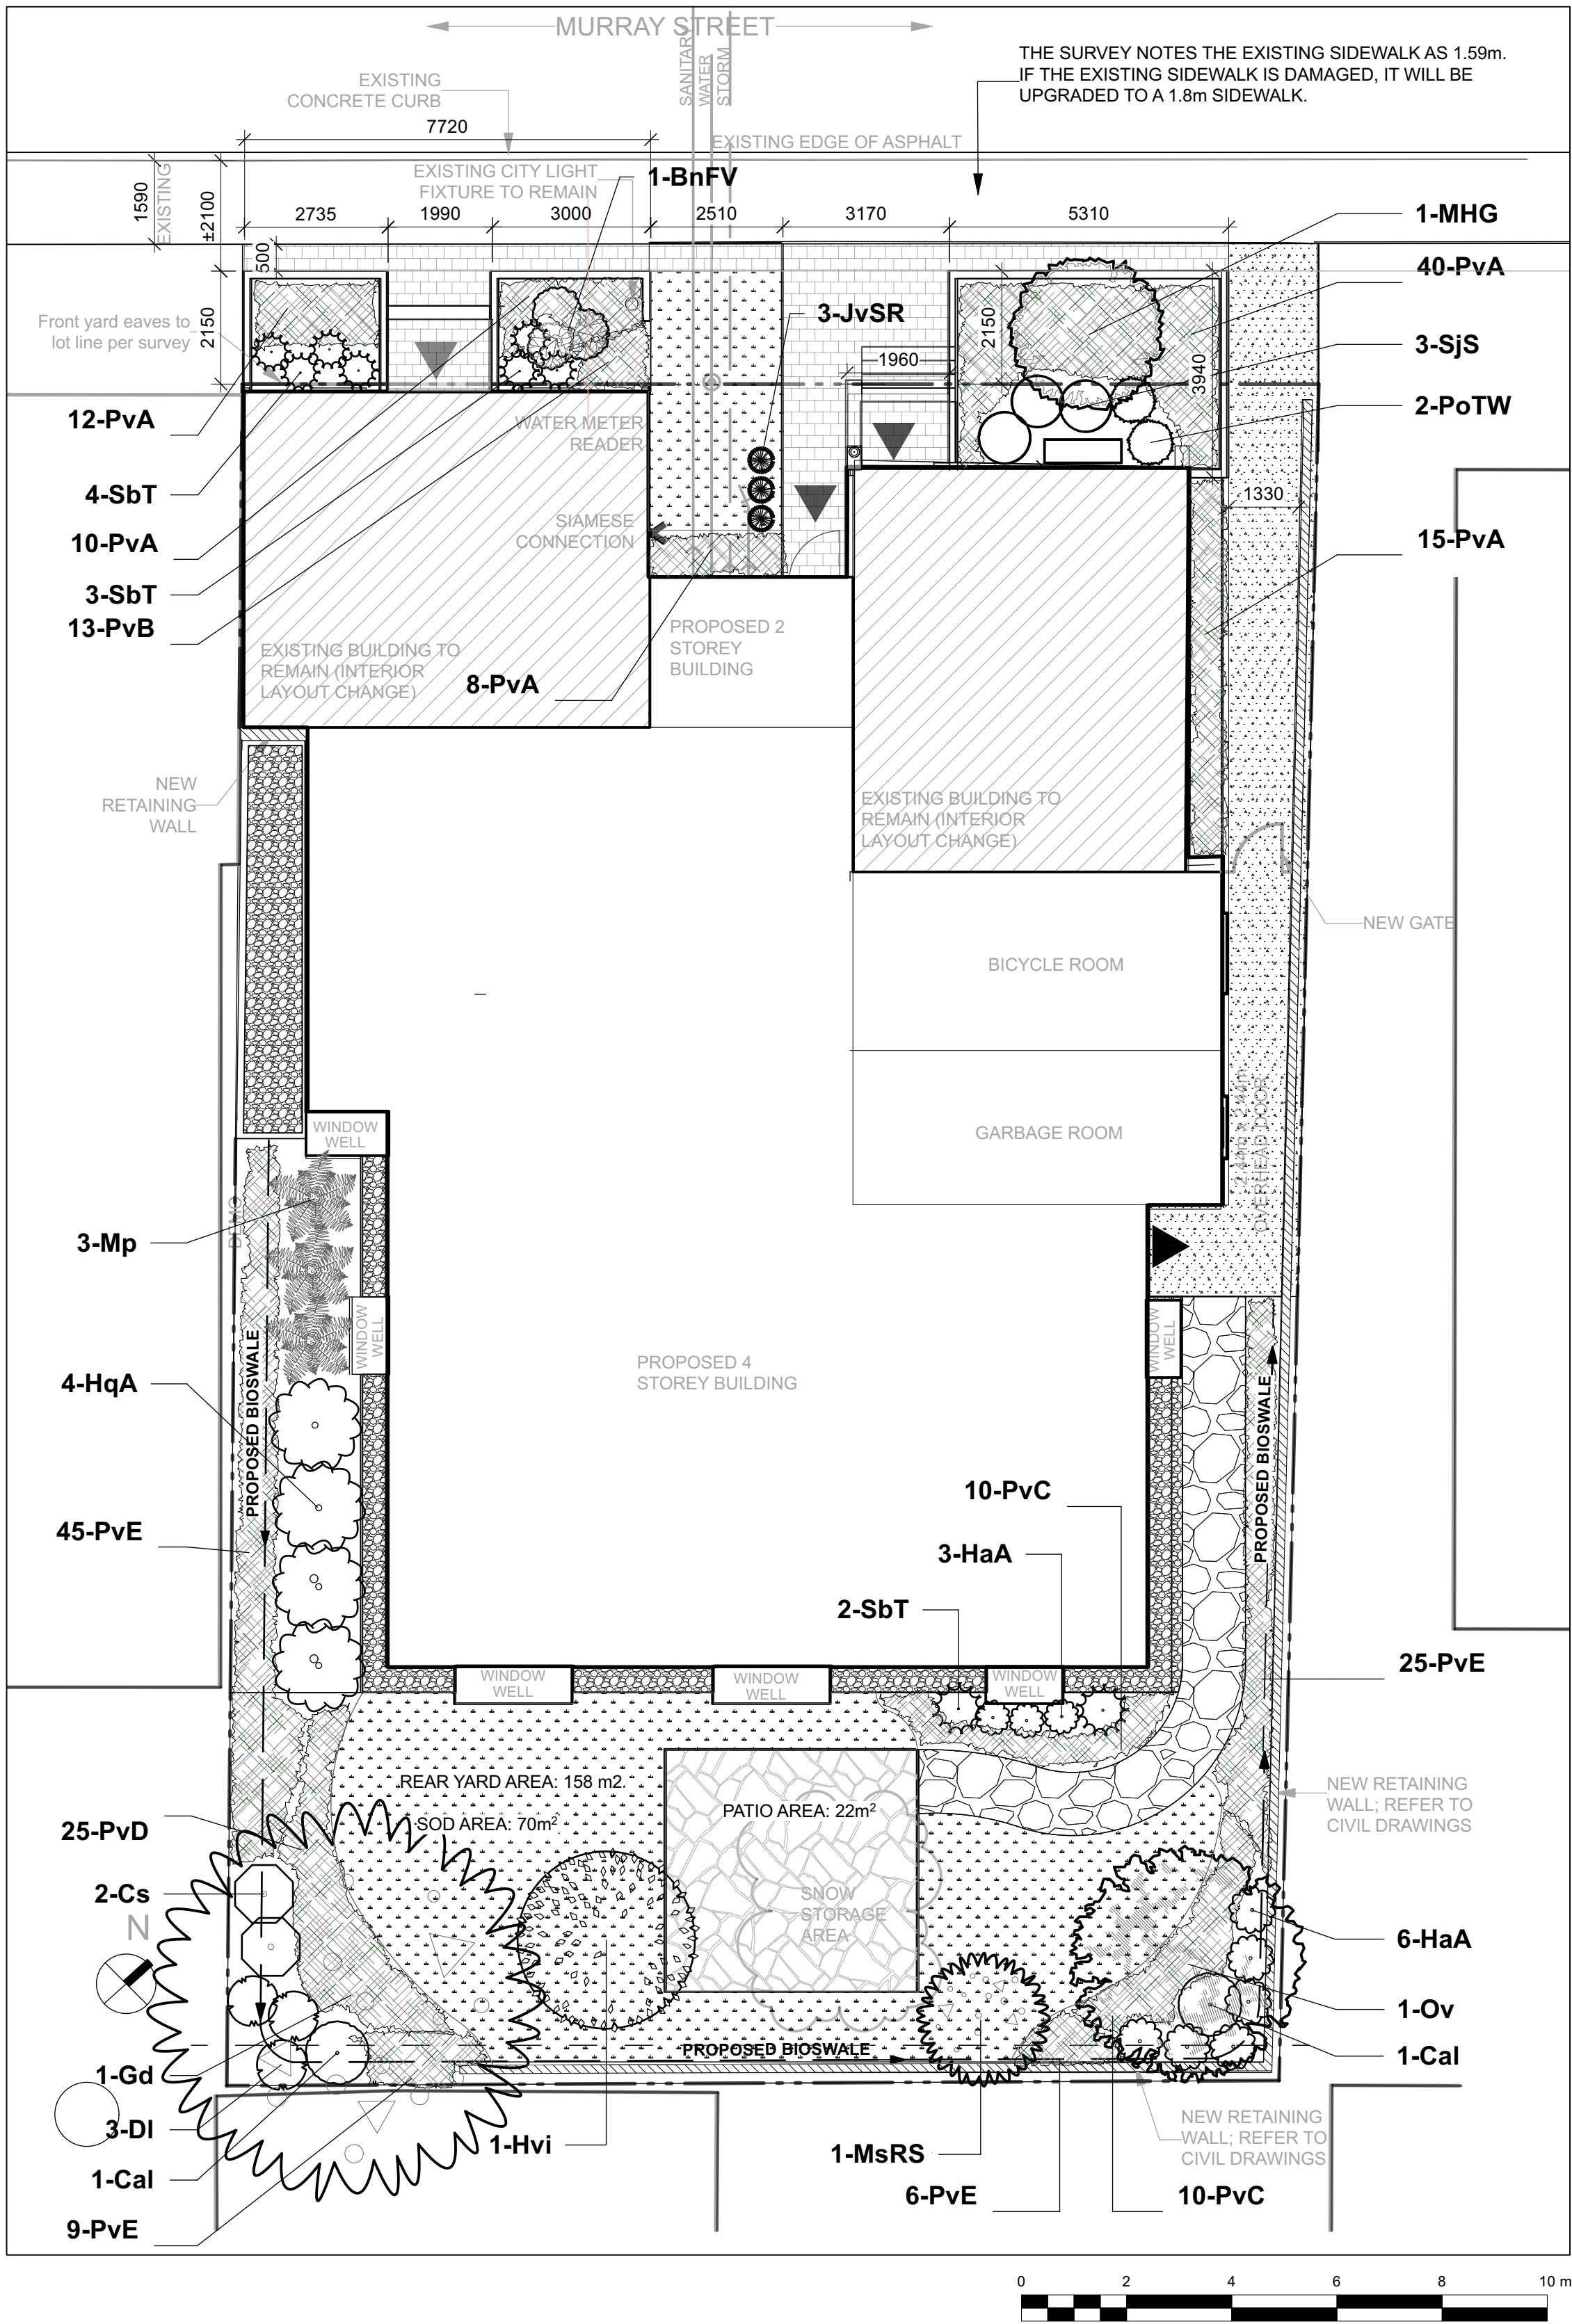 MURRAY STREET
THE SURVEY NOTES THE EXISTING SIDEWALK AS 1.59m.
IF THE EXISTING SIDEWALK IS DAMAGED, IT WILL BE
UPGRADED TO A 1.8m SIDEWALK.
SANITARY
WATER
STORM
EXISTING
CONCRETE CURB
7720
EXISTING EDGE OF ASPHALT
EXISTING CITY LIGHT
FIXTURE TO REMAIN
1-BnFV
1590
EXISTING
±2100
2735
1990
3000
2510
3170
5310
1-MHG
500
40-PvA
2150
Front yard eaves to
lot line per survey
3-JvSR
2150
3-SjS
1960
3940
2-PoTW
12-PvA
WATER METER
READER
4-SbT
1330
SIAMESE
CONNECTION
10-PvA
15-PvA
3-SbT
13-PvB
EXISTING BUILDING TO
REMAIN (INTERIOR
LAYOUT CHANGE)
PROPOSED 2
STOREY
BUILDING
8-PvA
NEW
RETAINING
WALL
EXISTING BUILDING TO
REMAIN (INTERIOR
LAYOUT CHANGE)
NEW GATE
BICYCLE ROOM
WINDOW
WELL
GARBAGE ROOM
2.44m x 2.44m
OVERHEAD DOOR
3-Mp
WINDOW
WELL
WINDOW
WELL
PROPOSED BIOSWALE
PROPOSED 4
STOREY BUILDING
4-HqA
PROPOSED BIOSWALE
10-PvC
45-PvE
3-HaA
2-SbT
25-PvE
WINDOW
WELL
WINDOW
WELL
WINDOW
WELL
REAR YARD AREA: 158 m2.
SOD AREA: 70m2
PATIO AREA: 22m2
NEW RETAINING
WALL; REFER TO
CIVIL DRAWINGS
25-PvD
2-Cs
SNOW
STORAGE
AREA
N
6-HaA
1-Ov
PROPOSED BIOSWALE
1-Cal
1-Gd
3-Dl
1-Hvi
1-MsRS
NEW RETAINING
WALL; REFER TO
CIVIL DRAWINGS
1-Cal
6-PvE
10-PvC
9-PvE
0 2 4 6 8 10 m